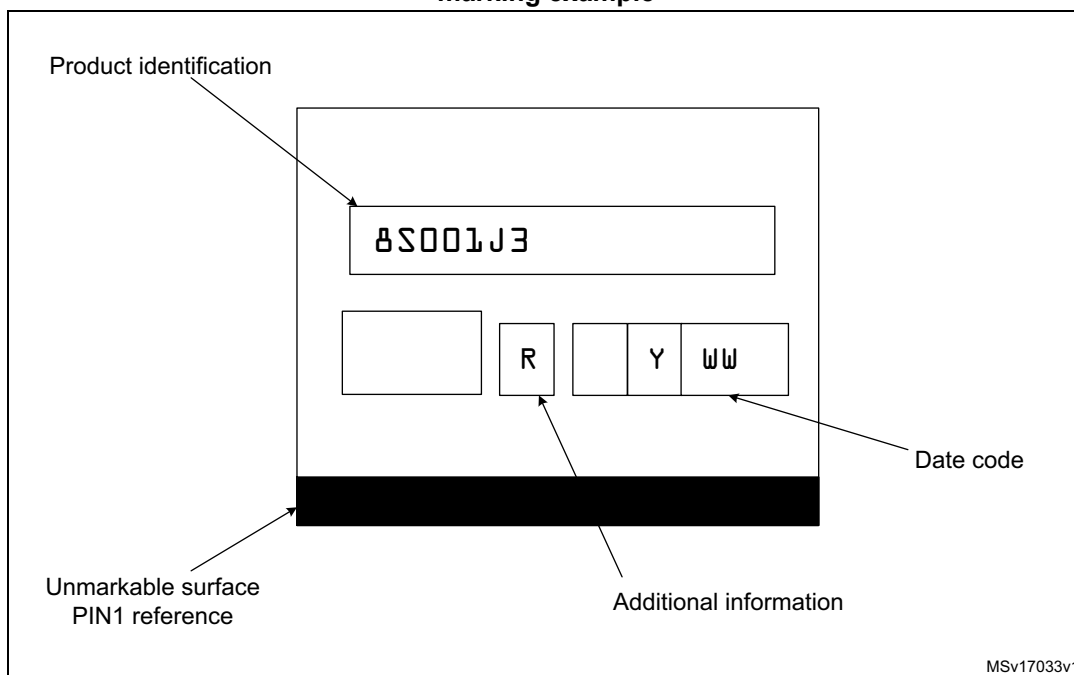 Marking example
Product identification
8S001J3
R Y WW
Date code
Unmarkable surface
PIN1 reference
Additional information
MSv17033v1